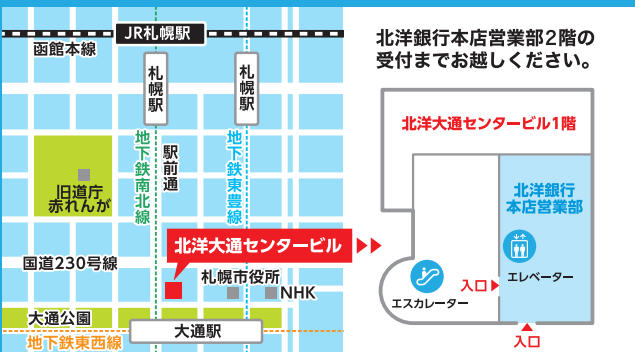 JR札幌駅
函館本線
札幌駅
札幌駅
地下鉄南北線
駅前通
地下鉄東豊線
旧道庁
赤れんが
北洋大通センタービル
国道230号線
札幌市役所
NHK
大通公園
大通駅
地下鉄東西線
北洋銀行本店営業部2階の
受付までお越しください。
北洋大通センタービル1階
北洋銀行
本店営業部
エレベーター
エスカレーター
入口
入口